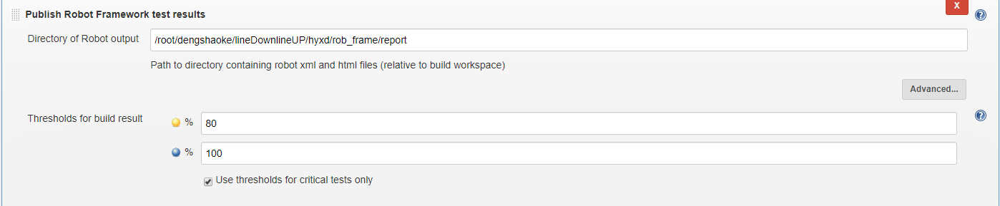 Publish Robot Framework test results
X
Directory of Robot output
/root/dengshaoke/lineDownlineUP/hyxd/rob_frame/report
Path to directory containing robot xml and html files (relative to build workspace)
Advanced...
Thresholds for build result
% 80
% 100
Use thresholds for critical tests only